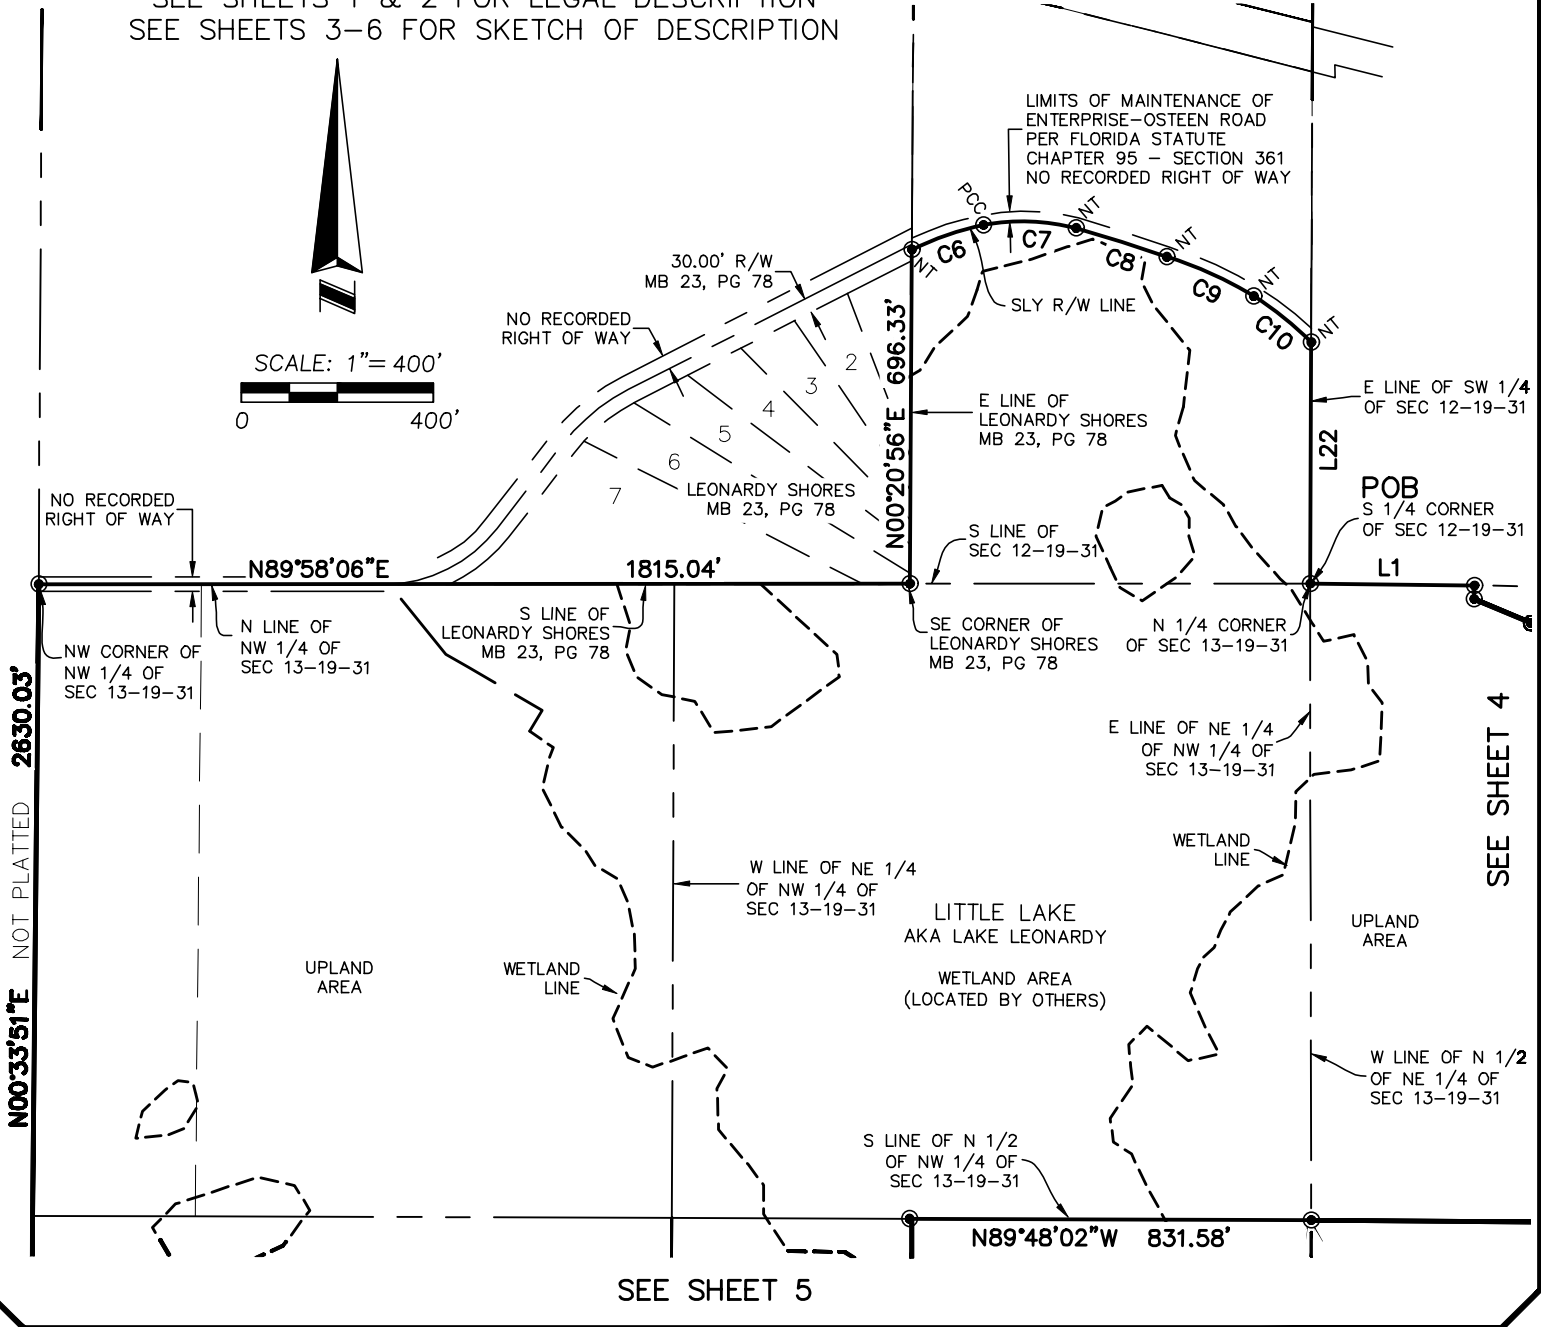 SEE SHEETS 1 & 2 FOR LEGAL DESCRIPTION
SEE SHEETS 3-6 FOR SKETCH OF DESCRIPTION
LIMITS OF MAINTENANCE OF
ENTERPRISE-OSTEEN ROAD
PER FLORIDA STATUTE
CHAPTER 95 - SECTION 361
NO RECORDED RIGHT OF WAY
PCC
NT
NT
NT
NT
NT
C6
C7
C8
C9
C10
30.00' R/W
MB 23, PG 78
SLY R/W LINE
NO RECORDED
RIGHT OF WAY
SCALE: 1"= 400'
0 400'
2
3
4
5
6
7
696.33'
N00°20'56"E
E LINE OF
LEONARDY SHORES
MB 23, PG 78
E LINE OF SW 1/4
OF SEC 12-19-31
L22
LEONARDY SHORES
MB 23, PG 78
NO RECORDED
RIGHT OF WAY
POB
S 1/4 CORNER
OF SEC 12-19-31
S LINE OF
SEC 12-19-31
N89°58'06"E 1815.04'
L1
NW CORNER OF
NW 1/4 OF
SEC 13-19-31
N LINE OF
NW 1/4 OF
SEC 13-19-31
S LINE OF
LEONARDY SHORES
MB 23, PG 78
SE CORNER OF
LEONARDY SHORES
MB 23, PG 78
N 1/4 CORNER
OF SEC 13-19-31
N00°33'51"E NOT PLATTED 2630.03'
E LINE OF NE 1/4
OF NW 1/4 OF
SEC 13-19-31
SEE SHEET 4
WETLAND
LINE
W LINE OF NE 1/4
OF NW 1/4 OF
SEC 13-19-31
LITTLE LAKE
AKA LAKE LEONARDY
WETLAND AREA
(LOCATED BY OTHERS)
UPLAND
AREA
UPLAND
AREA
WETLAND
LINE
W LINE OF N 1/2
OF NE 1/4 OF
SEC 13-19-31
S LINE OF N 1/2
OF NW 1/4 OF
SEC 13-19-31
N89°48'02"W 831.58'
SEE SHEET 5